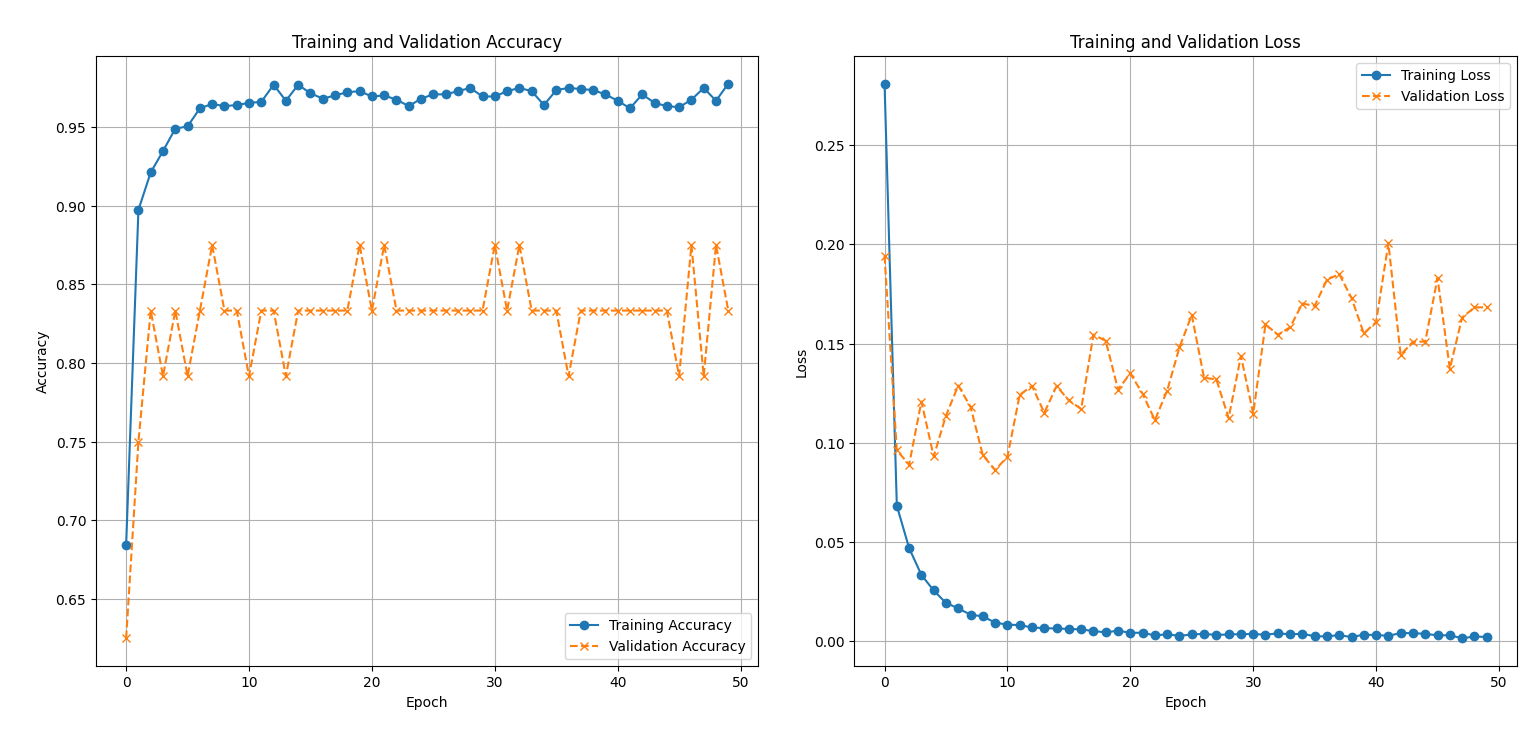 Training and Validation Accuracy
Accuracy
0.95
0.90
0.85
0.80
0.75
0.70
0.65
0
10
20
30
40
50
Epoch
Training Accuracy
Validation Accuracy
Training and Validation Loss
Loss
0.25
0.20
0.15
0.10
0.05
0.00
0
10
20
30
40
50
Epoch
Training Loss
Validation Loss